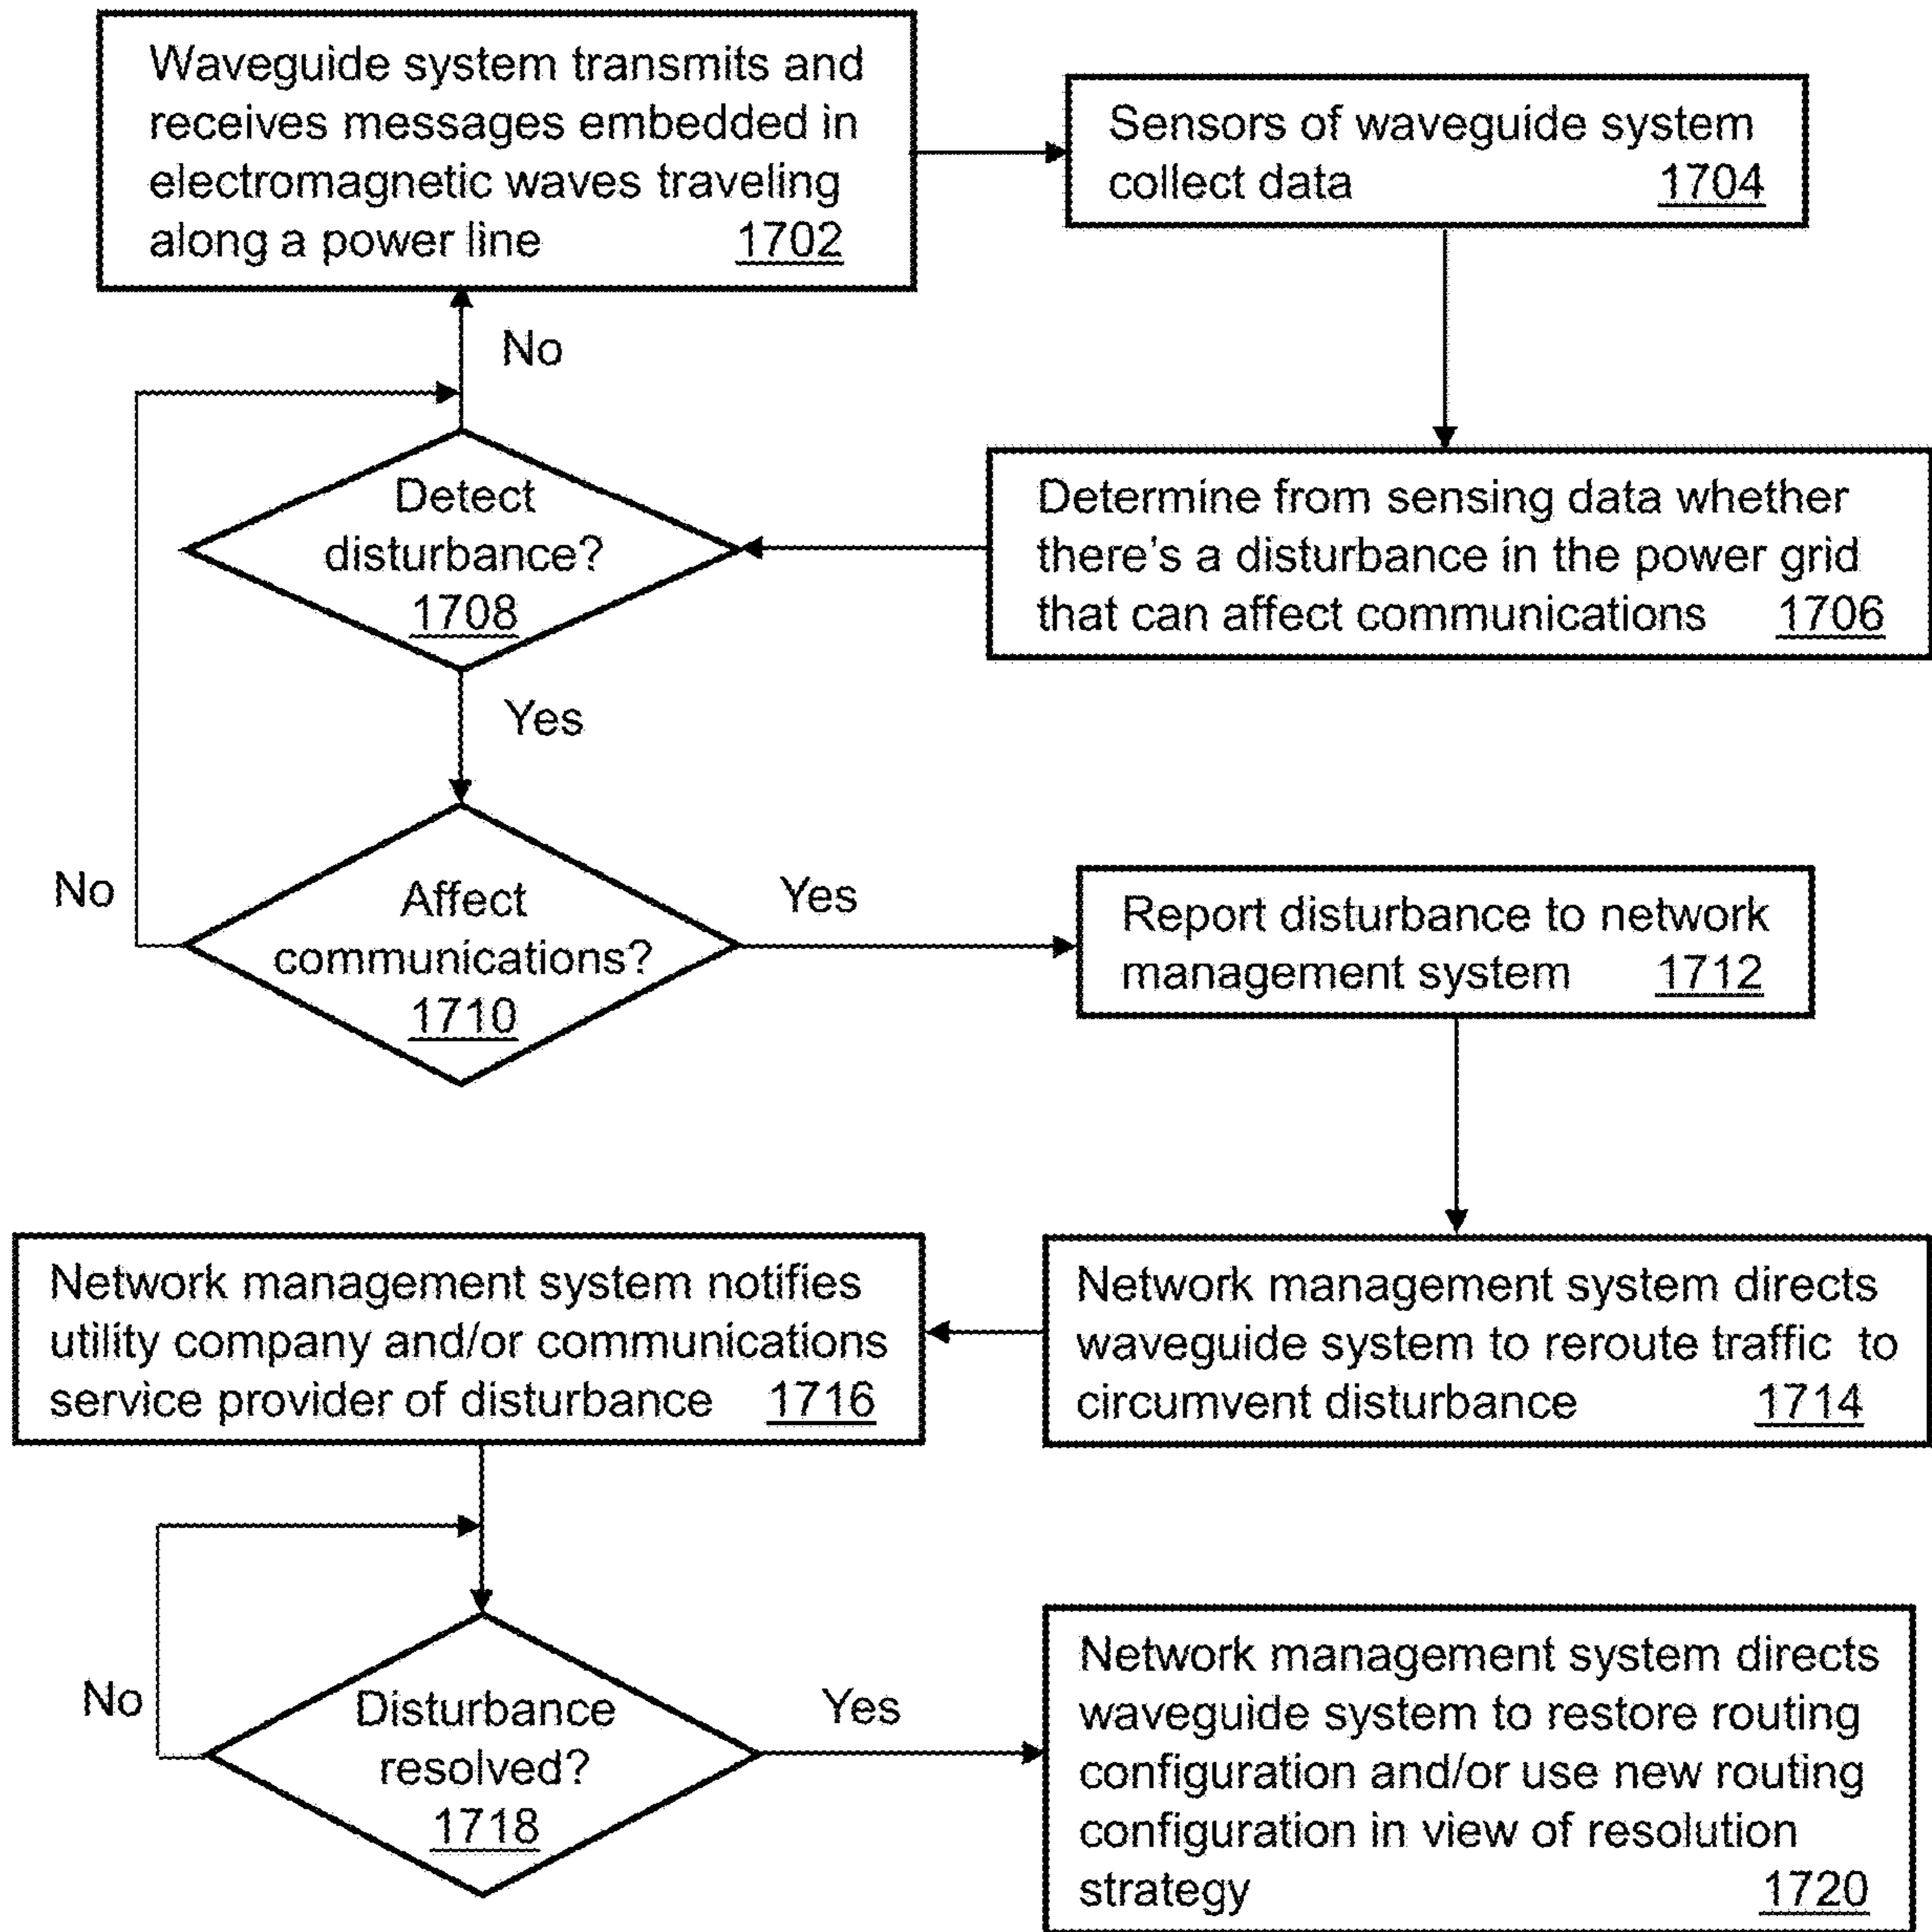 Waveguide system transmits and
receives messages embedded in
electromagnetic waves traveling
along a power line 1702
Sensors of waveguide system
collect data 1704
No
Detect
disturbance?
1708
Determine from sensing data whether
there's a disturbance in the power grid
that can affect communications 1706
Yes
No
Affect
communications?
1710
Yes
Report disturbance to network
management system 1712
Network management system notifies
utility company and/or communications
service provider of disturbance 1716
Network management system directs
waveguide system to reroute traffic to
circumvent disturbance 1714
No
Disturbance
resolved?
1718
Yes
Network management system directs
waveguide system to restore routing
configuration and/or use new routing
configuration in view of resolution
strategy 1720